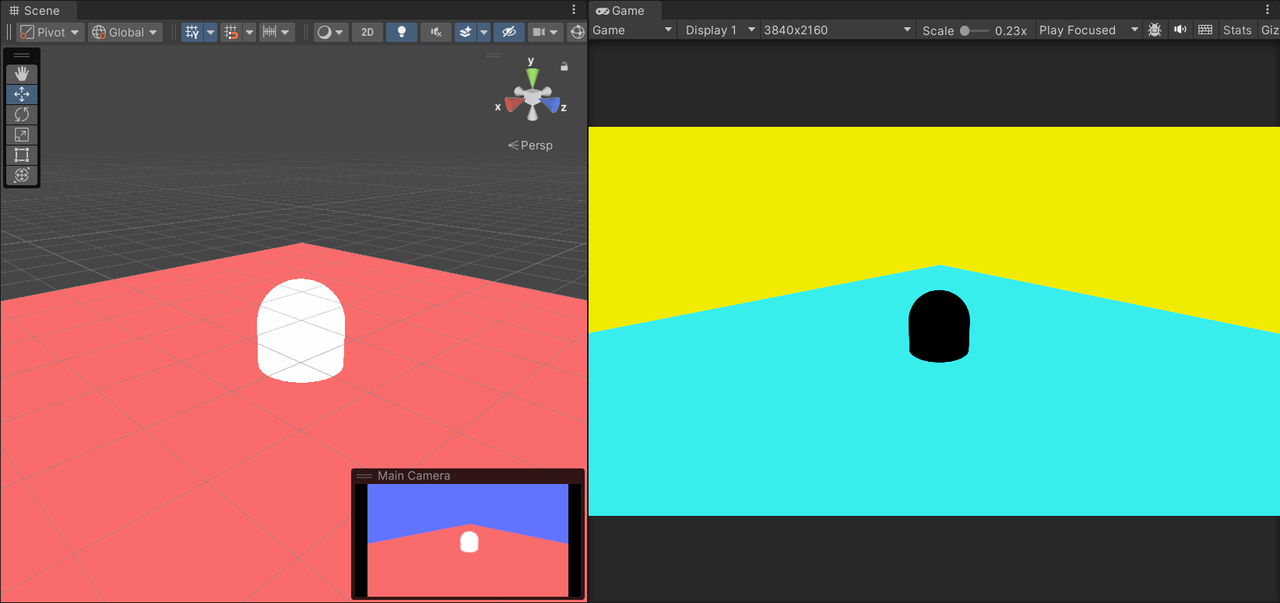 Scene
Pivot Global 2D
y
x z
Persp
Main Camera
Game
Game Display 1 3840x2160 Scale 0.23x Play Focused Stats Giz